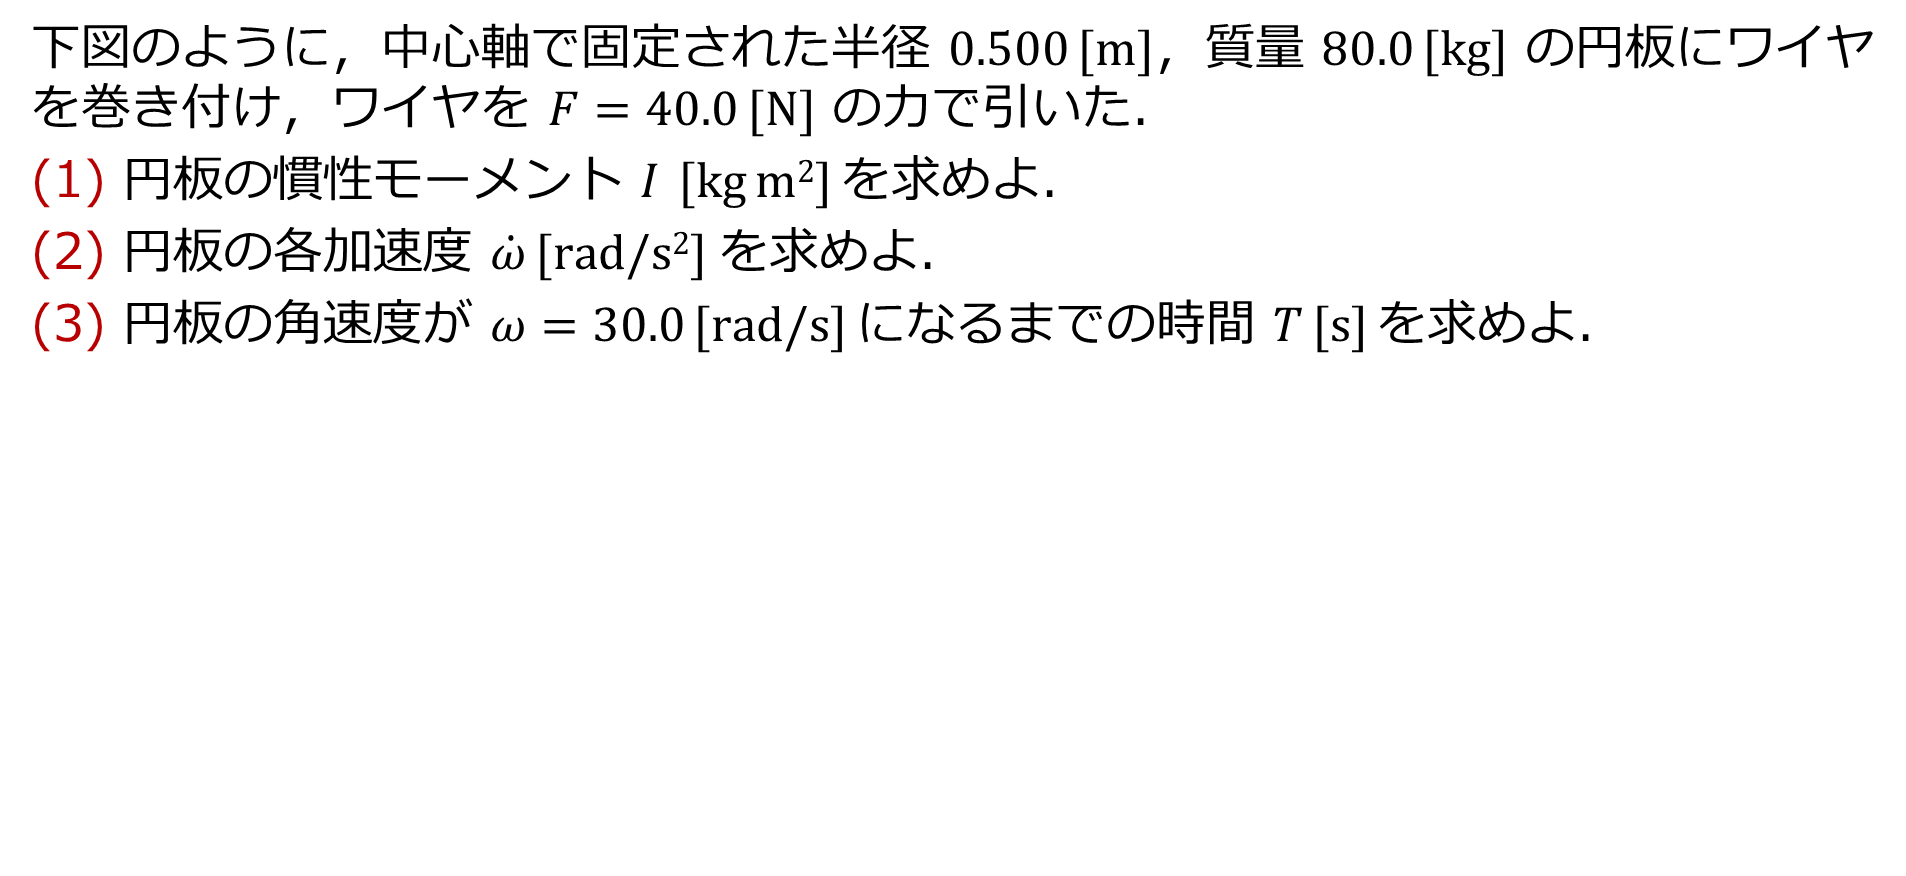 下図のように，中心軸で固定された半径 0.500 [m]，質量 80.0 [kg] の円板にワイヤ
を巻き付け，ワイヤを F = 40.0 [N] の力で引いた．
(1) 円板の慣性モーメント I [kg m²] を求めよ．
(2) 円板の各加速度 ω̇ [rad/s²] を求めよ．
(3) 円板の角速度が ω = 30.0 [rad/s] になるまでの時間 T [s] を求めよ．